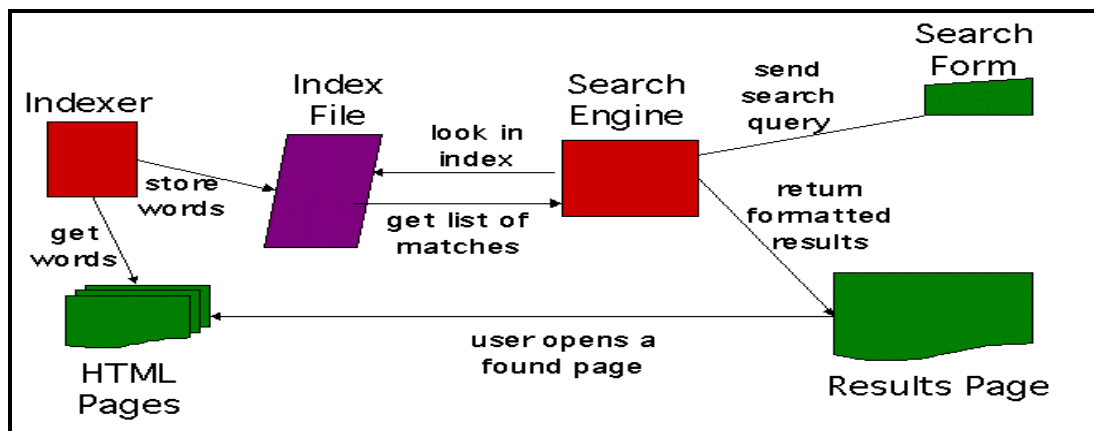 Indexer
Index
File
Search
Engine
Search
Form
send
search
query
look in
index
store
words
get list of
matches
return
formatted
results
get
words
user opens a
found page
HTML
Pages
Results Page